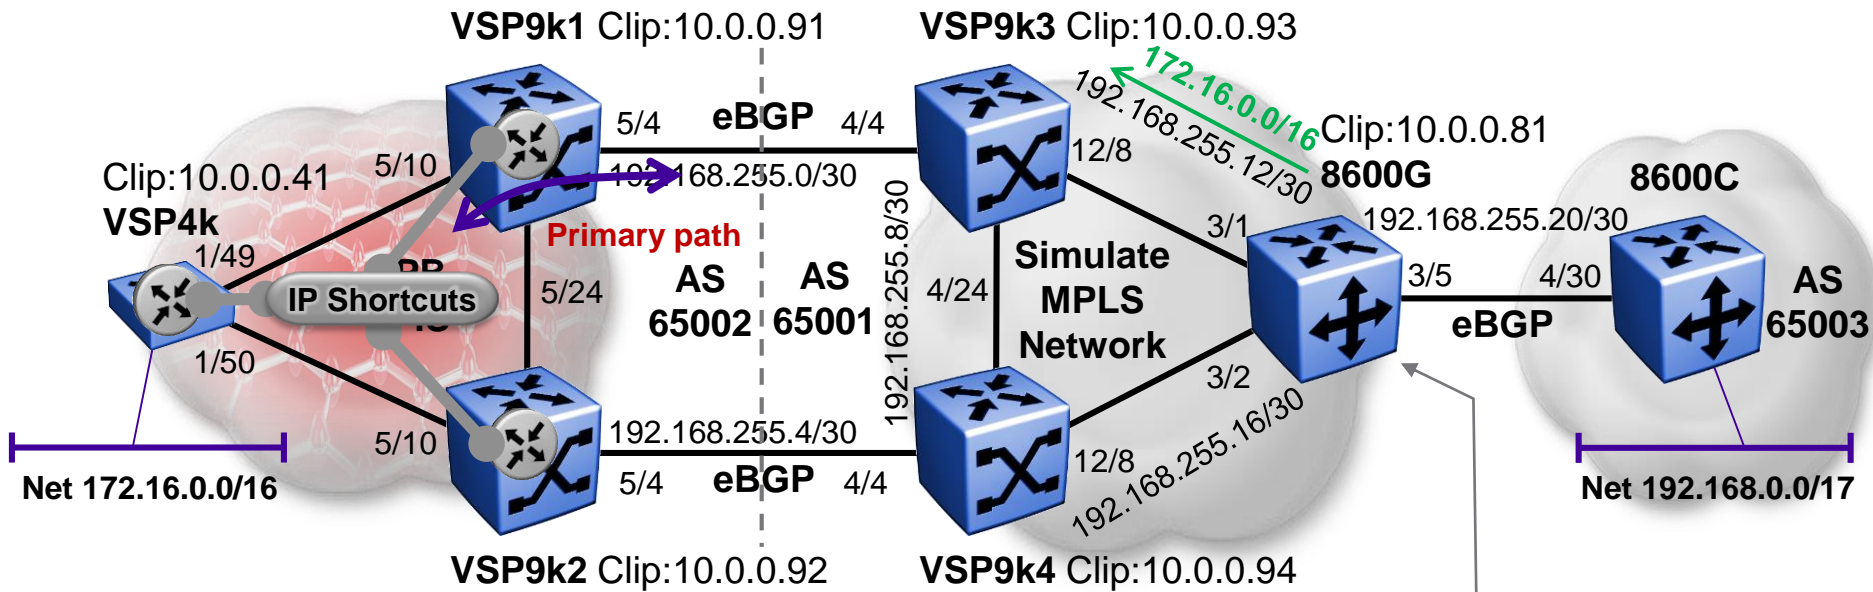 VSP9k1 Clip:10.0.0.91
VSP9k3 Clip:10.0.0.93
172.16.0.0/16
192.168.255.12/30
Clip:10.0.0.81
8600G
8600C
5/4 eBGP 4/4
192.168.255.0/30
12/8
5/10
Clip:10.0.0.41
VSP4k
1/49
Primary path
192.168.255.20/30
3/1
3/5
4/30
eBGP
AS
65003
IP Shortcuts
5/24
AS
65002
AS
65001
192.168.255.8/30
4/24
Simulate
MPLS
Network
1/50
3/2
192.168.255.16/30
5/10
192.168.255.4/30
5/4 eBGP 4/4
12/8
Net 172.16.0.0/16
Net 192.168.0.0/17
VSP9k2 Clip:10.0.0.92
VSP9k4 Clip:10.0.0.94